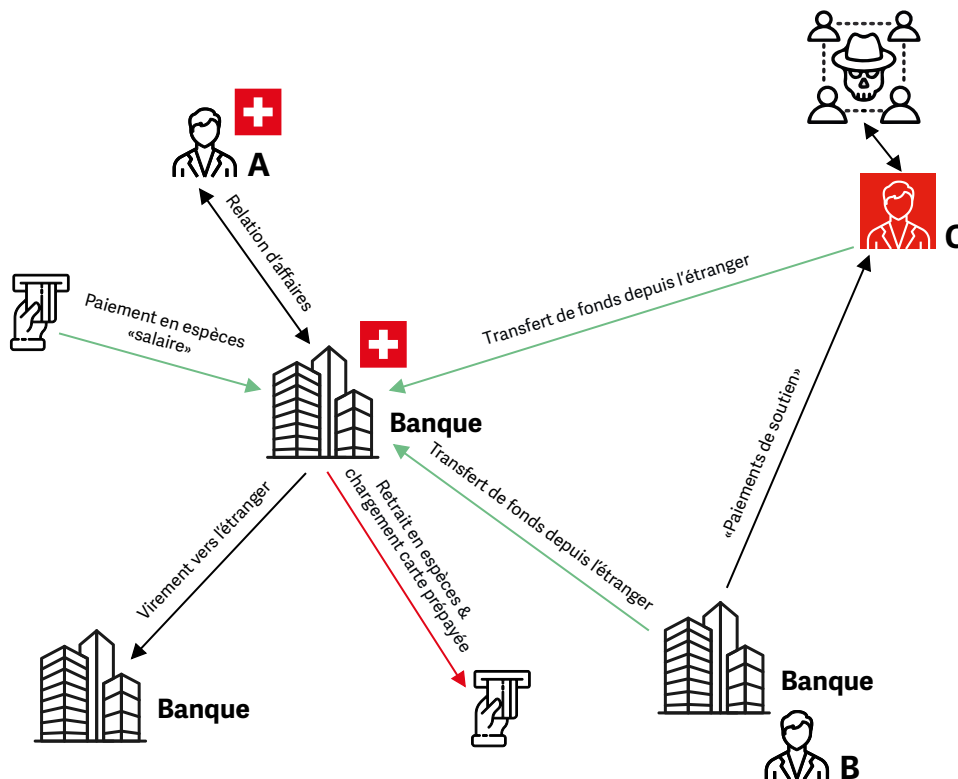 A
Relation d'affaires
C
Transfert de fonds depuis l'étranger
Paiement en espèces
«salaire»
Banque
Transfert de fonds depuis l'étranger
«Paiements de soutien»
Virement vers l'étranger
Retrait en espèces &
chargement carte prépayée
Banque
Banque
B